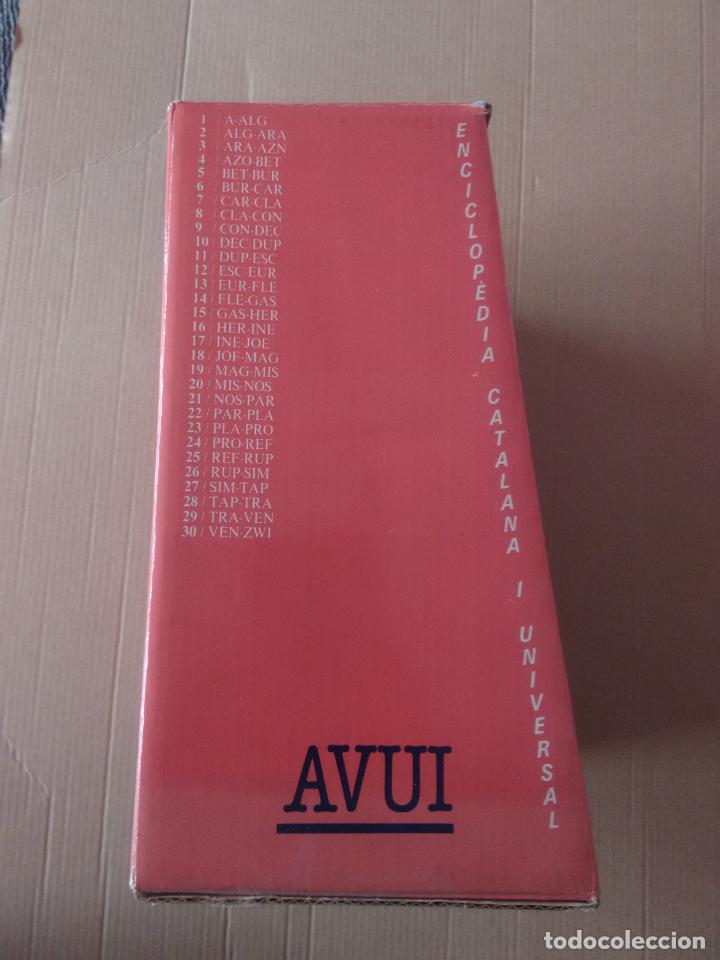 1 / A-ALG
2 / ALG-ARA
3 / ARA-AZN
4 / AZO-BET
5 / BET-BUR
6 / BUR-CAR
7 / CAR-CLA
8 / CLA-CON
9 / CON-DEC
10 / DEC-DUP
11 / DUP-ESC
12 / ESC-EUR
13 / EUR-FLE
14 / FLE-GAS
15 / GAS-HER
16 / HER-INE
17 / INE-JOE
18 / JOF-MAG
19 / MAG-MIS
20 / MIS-NOS
21 / NOS-PAR
22 / PAR-PLA
23 / PLA-PRO
24 / PRO-REF
25 / REF-RUP
26 / RUP-SIM
27 / SIM-TAP
28 / TAP-TRA
29 / TRA-VEN
30 / VEN-ZWI
ENCICLOPÈDIA CATALANA I UNIVERSAL
AVUI
todocoleccion